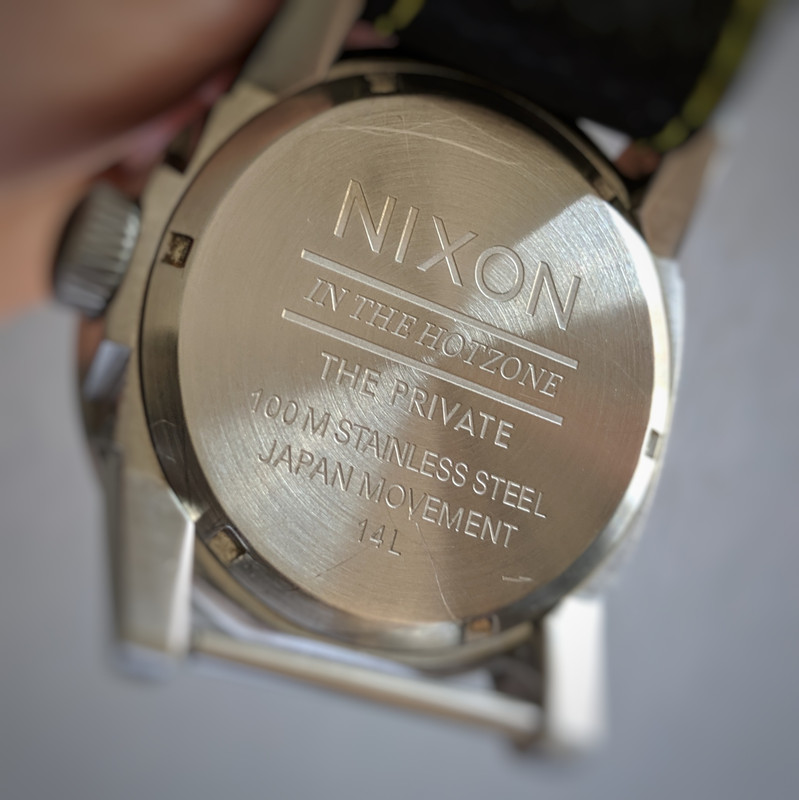 NIXON
IN THE HOTZONE
THE PRIVATE
100 M STAINLESS STEEL
JAPAN MOVEMENT
14L